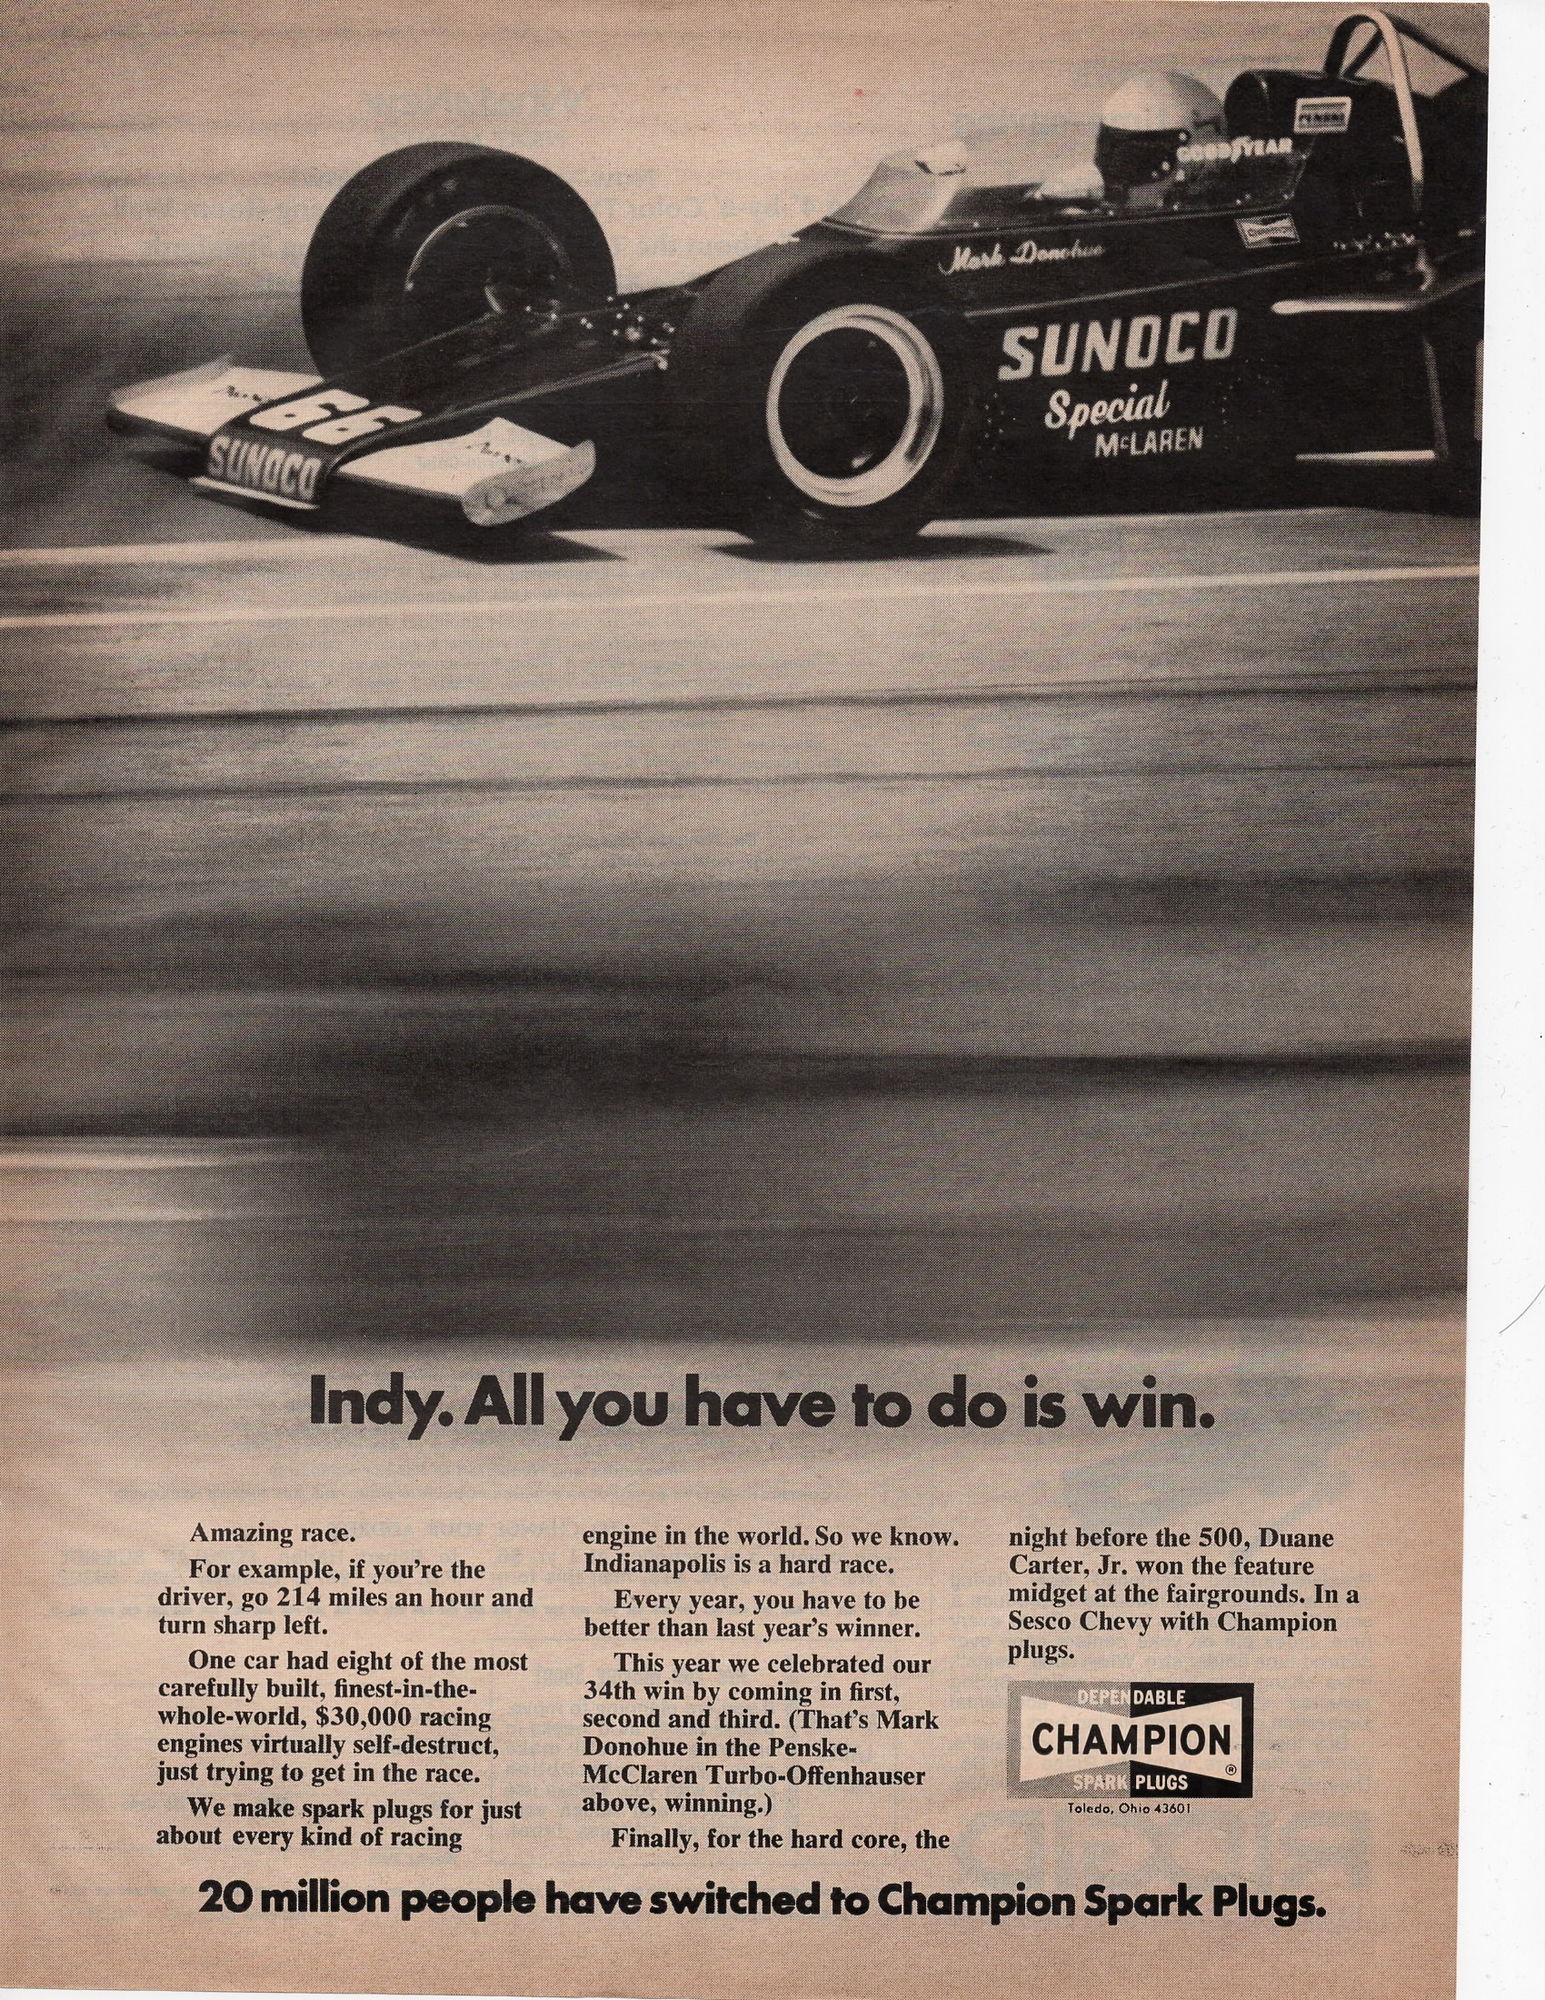 PENSKE
GOODYEAR
CHAMPION
Mark Donohue
SUNOCO
Special
McLAREN
66
SUNOCO
Indy. All you have to do is win.
Amazing race.
For example, if you're the
driver, go 214 miles an hour and
turn sharp left.
One car had eight of the most
carefully built, finest-in-the-
whole-world, $30,000 racing
engines virtually self-destruct,
just trying to get in the race.
We make spark plugs for just
about every kind of racing
engine in the world. So we know.
Indianapolis is a hard race.
Every year, you have to be
better than last year's winner.
This year we celebrated our
34th win by coming in first,
second and third. (That's Mark
Donohue in the Penske-
McClaren Turbo-Offenhauser
above, winning.)
Finally, for the hard core, the
night before the 500, Duane
Carter, Jr. won the feature
midget at the fairgrounds. In a
Sesco Chevy with Champion
plugs.
DEPENDABLE
CHAMPION
®
SPARK PLUGS
Toledo, Ohio 43601
20 million people have switched to Champion Spark Plugs.